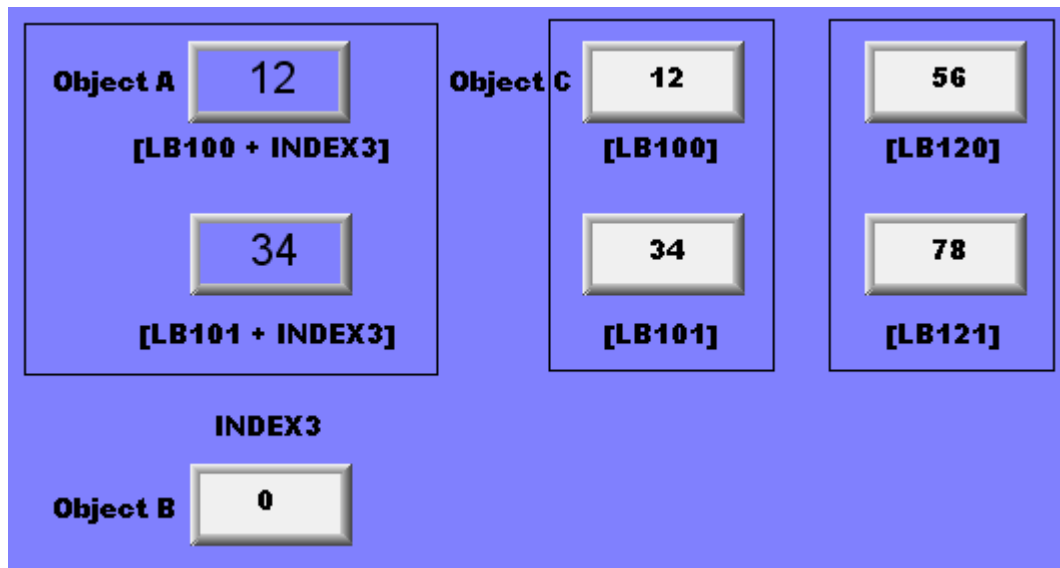 Object A 12 Object C 12 56
[LB100 + INDEX3] [LB100] [LB120]
34 34 78
[LB101 + INDEX3] [LB101] [LB121]
INDEX3
Object B 0